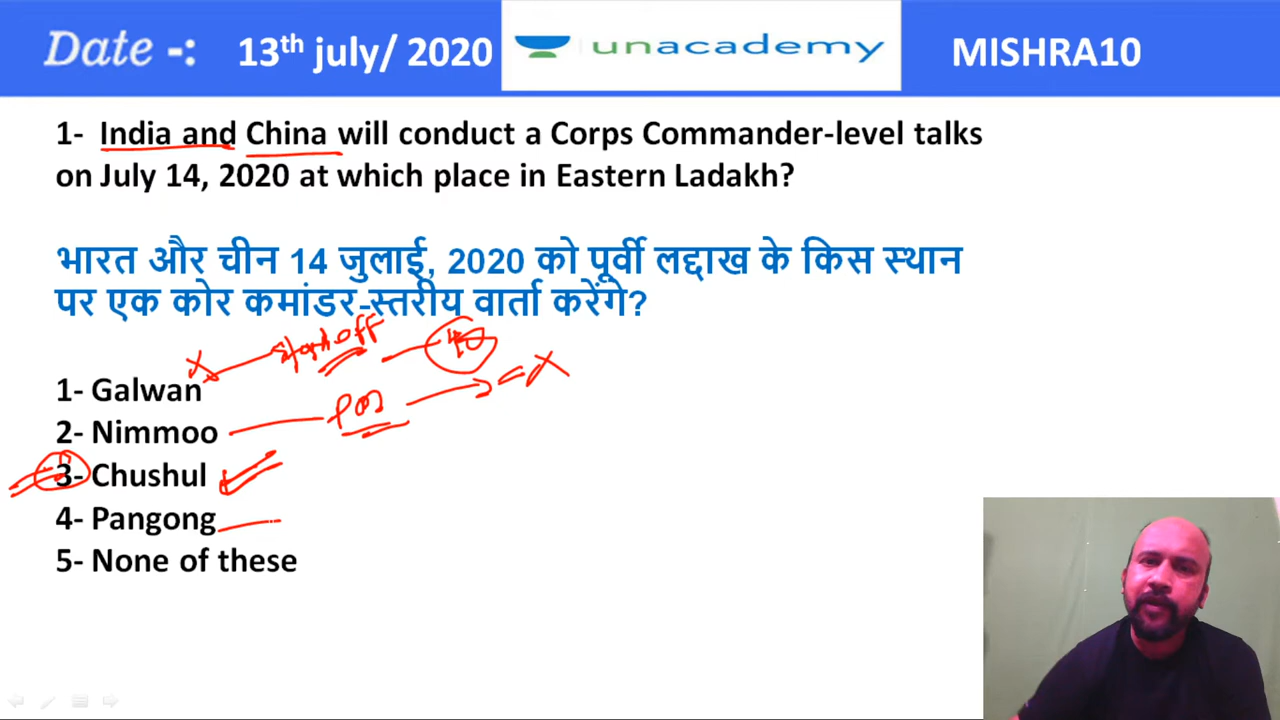 Date -: 13th july/ 2020 unacademy MISHRA10
1- India and China will conduct a Corps Commander-level talks
on July 14, 2020 at which place in Eastern Ladakh?
भारत और चीन 14 जुलाई, 2020 को पूर्वी लद्दाख के किस स्थान
पर एक कोर कमांडर-स्तरीय वार्ता करेंगे?
1- Galwan
2- Nimmoo
3- Chushul
4- Pangong
5- None of these